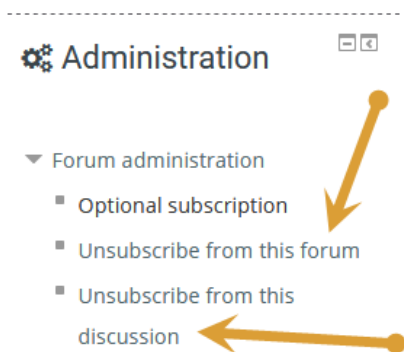 Administration
Forum administration
Optional subscription
Unsubscribe from this forum
Unsubscribe from this
discussion